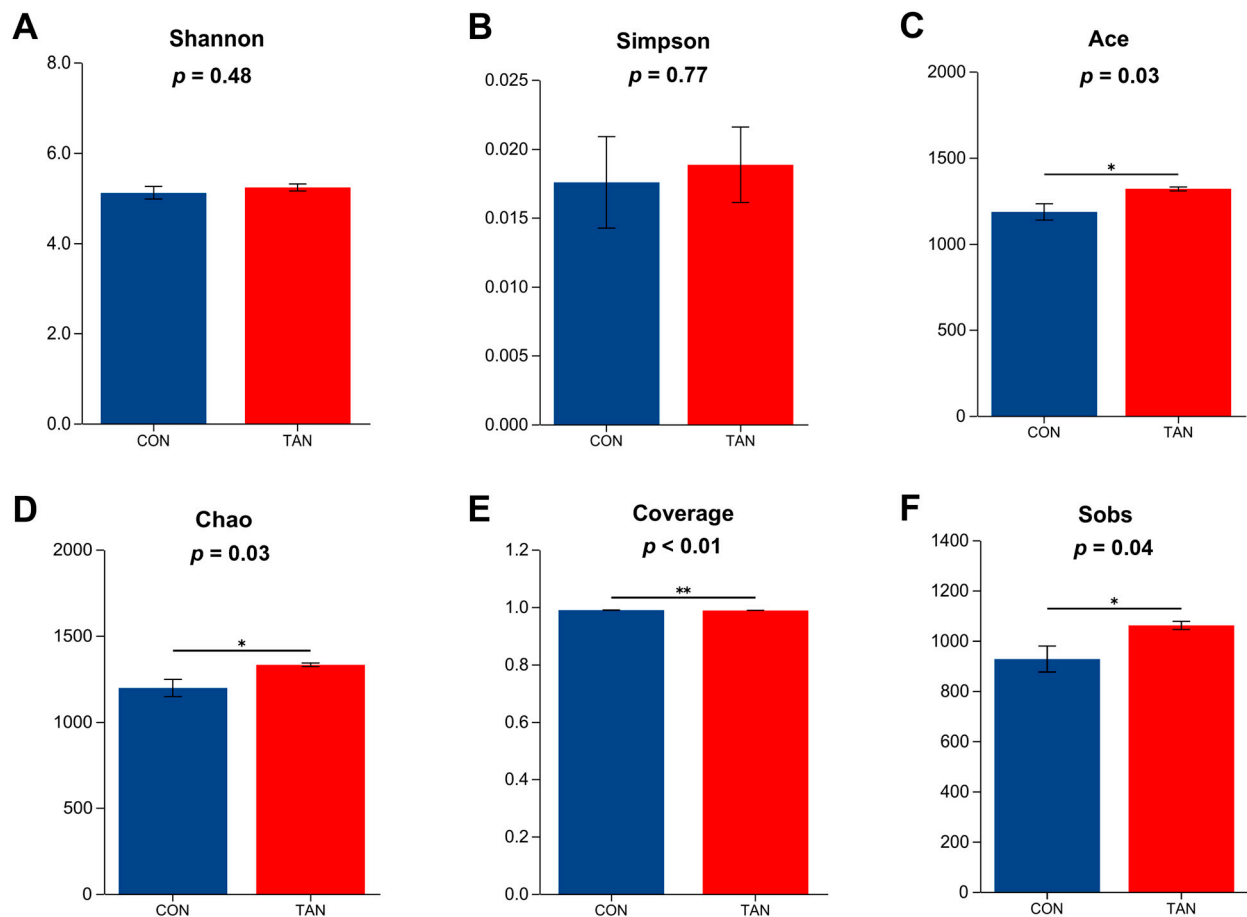 A
Shannon
p = 0.48
8.0
6.0
4.0
2.0
0.0
CON
TAN
B
Simpson
p = 0.77
0.025
0.020
0.015
0.010
0.005
0.000
CON
TAN
C
Ace
p = 0.03
2000
1500
1000
500
0
*
CON
TAN
D
Chao
p = 0.03
2000
1500
1000
500
0
*
CON
TAN
E
Coverage
p < 0.01
1.2
1.0
0.8
0.6
0.4
0.2
0.0
**
CON
TAN
F
Sobs
p = 0.04
1400
1200
1000
800
600
400
200
0
*
CON
TAN